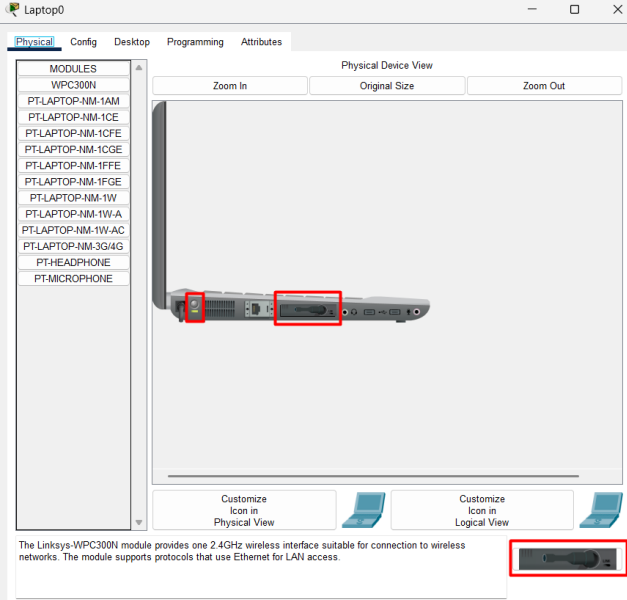 Laptop0
Physical Config Desktop Programming Attributes
MODULES
WPC300N
PT-LAPTOP-NM-1AM
PT-LAPTOP-NM-1CE
PT-LAPTOP-NM-1CFE
PT-LAPTOP-NM-1CGE
PT-LAPTOP-NM-1FFE
PT-LAPTOP-NM-1FGE
PT-LAPTOP-NM-1W
PT-LAPTOP-NM-1W-A
PT-LAPTOP-NM-1W-AC
PT-LAPTOP-NM-3G/4G
PT-HEADPHONE
PT-MICROPHONE
Physical Device View
Zoom In Original Size Zoom Out
Customize
Icon in
Physical View
Customize
Icon in
Logical View
The Linksys-WPC300N module provides one 2.4GHz wireless interface suitable for connection to wireless
networks. The module supports protocols that use Ethernet for LAN access.